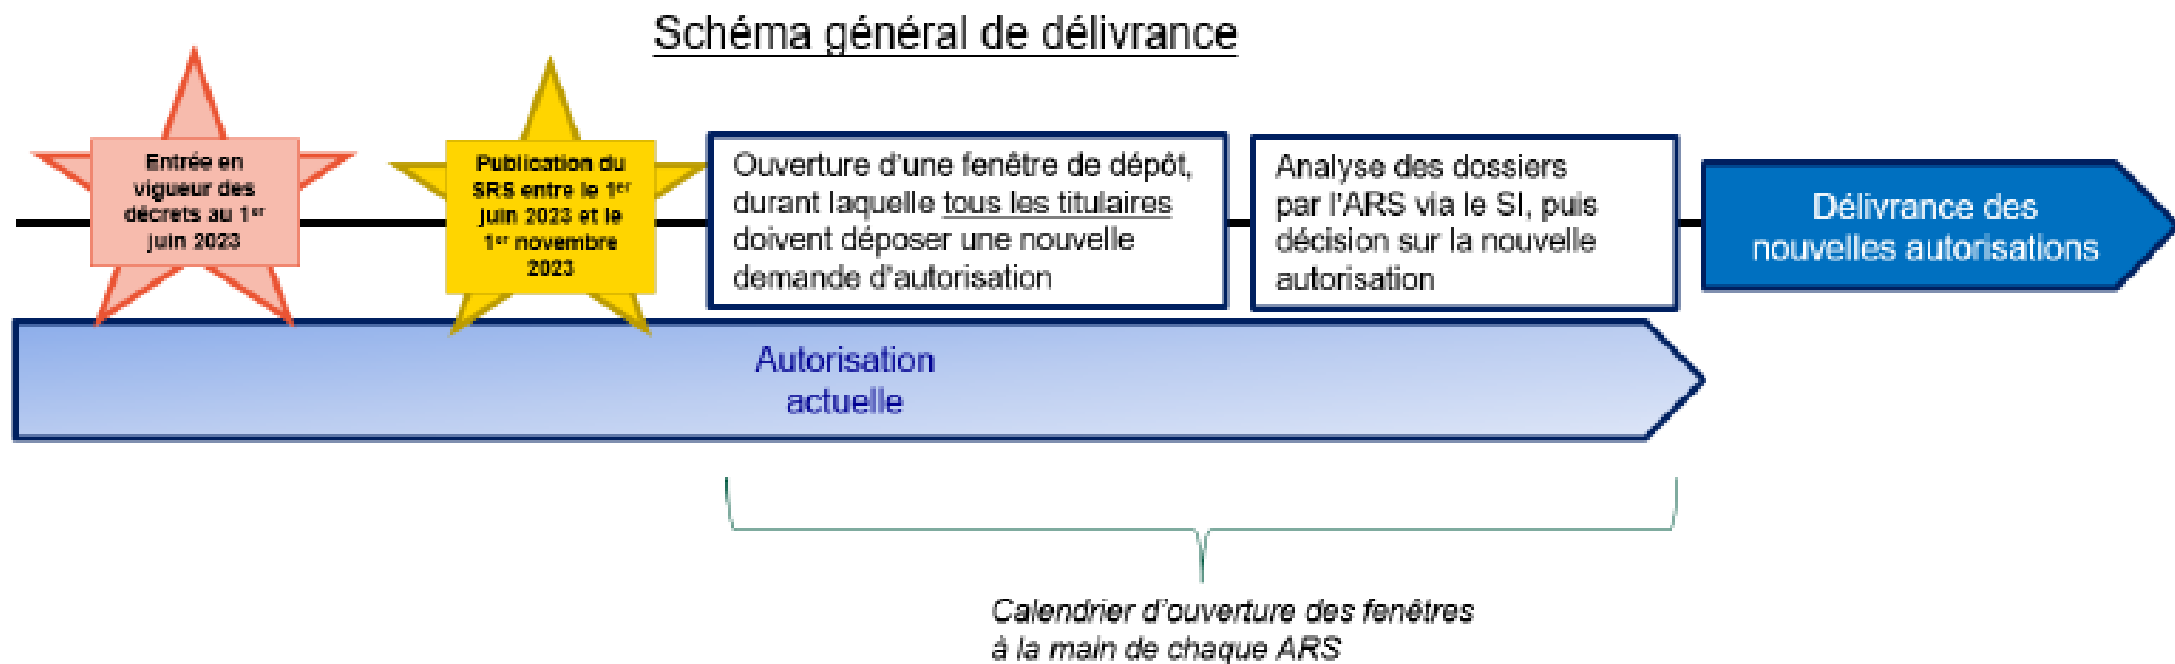 Schéma général de délivrance
Entrée en
vigueur des
décrets au 1er
juin 2023
Publication du
SRS entre le 1er
juin 2023 et le
1er novembre
2023
Ouverture d'une fenêtre de dépôt,
durant laquelle tous les titulaires
doivent déposer une nouvelle
demande d'autorisation
Analyse des dossiers
par l'ARS via le SI, puis
décision sur la nouvelle
autorisation
Délivrance des
nouvelles autorisations
Autorisation
actuelle
Calendrier d'ouverture des fenêtres
à la main de chaque ARS